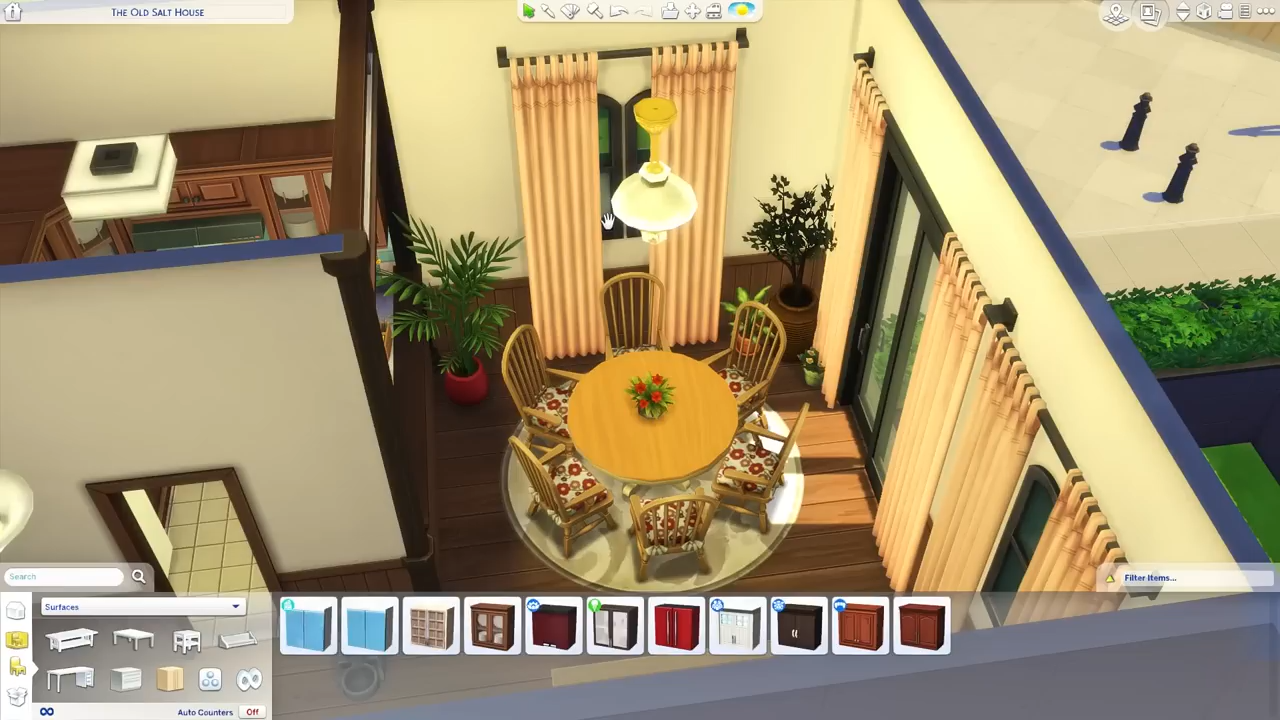 The Old Salt House
Search
Filter Items...
Surfaces
Auto Counters Off